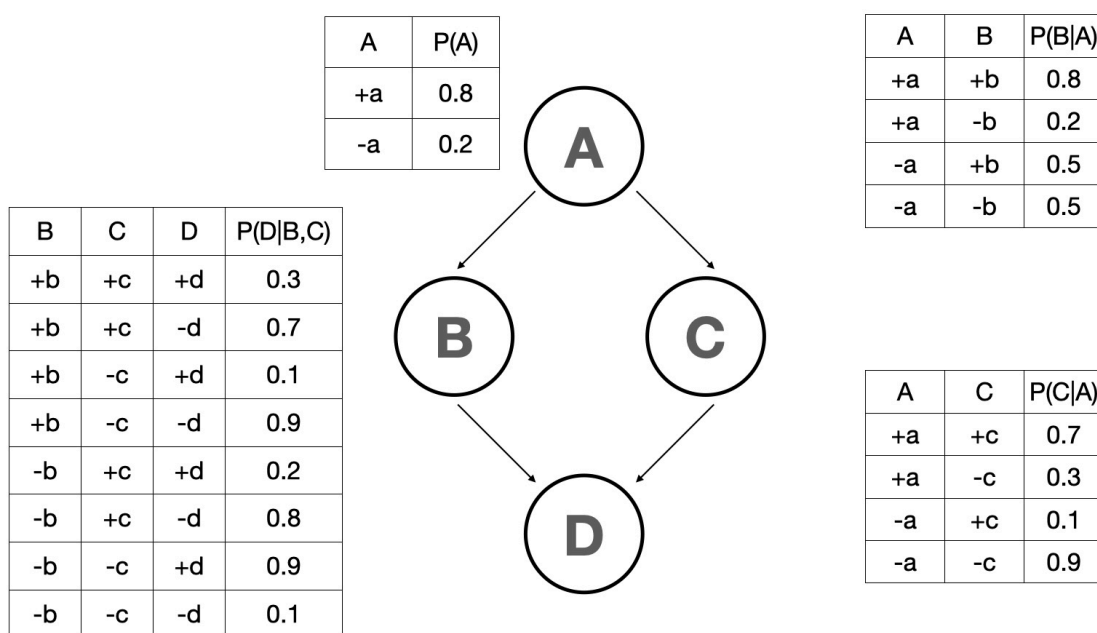 A P(A)
+a 0.8
-a 0.2
A B P(B|A)
+a +b 0.8
+a -b 0.2
-a +b 0.5
-a -b 0.5
A
B C D P(D|B,C)
+b +c +d 0.3
+b +c -d 0.7
+b -c +d 0.1
+b -c -d 0.9
-b +c +d 0.2
-b +c -d 0.8
-b -c +d 0.9
-b -c -d 0.1
B
C
A C P(C|A)
+a +c 0.7
+a -c 0.3
-a +c 0.1
-a -c 0.9
D